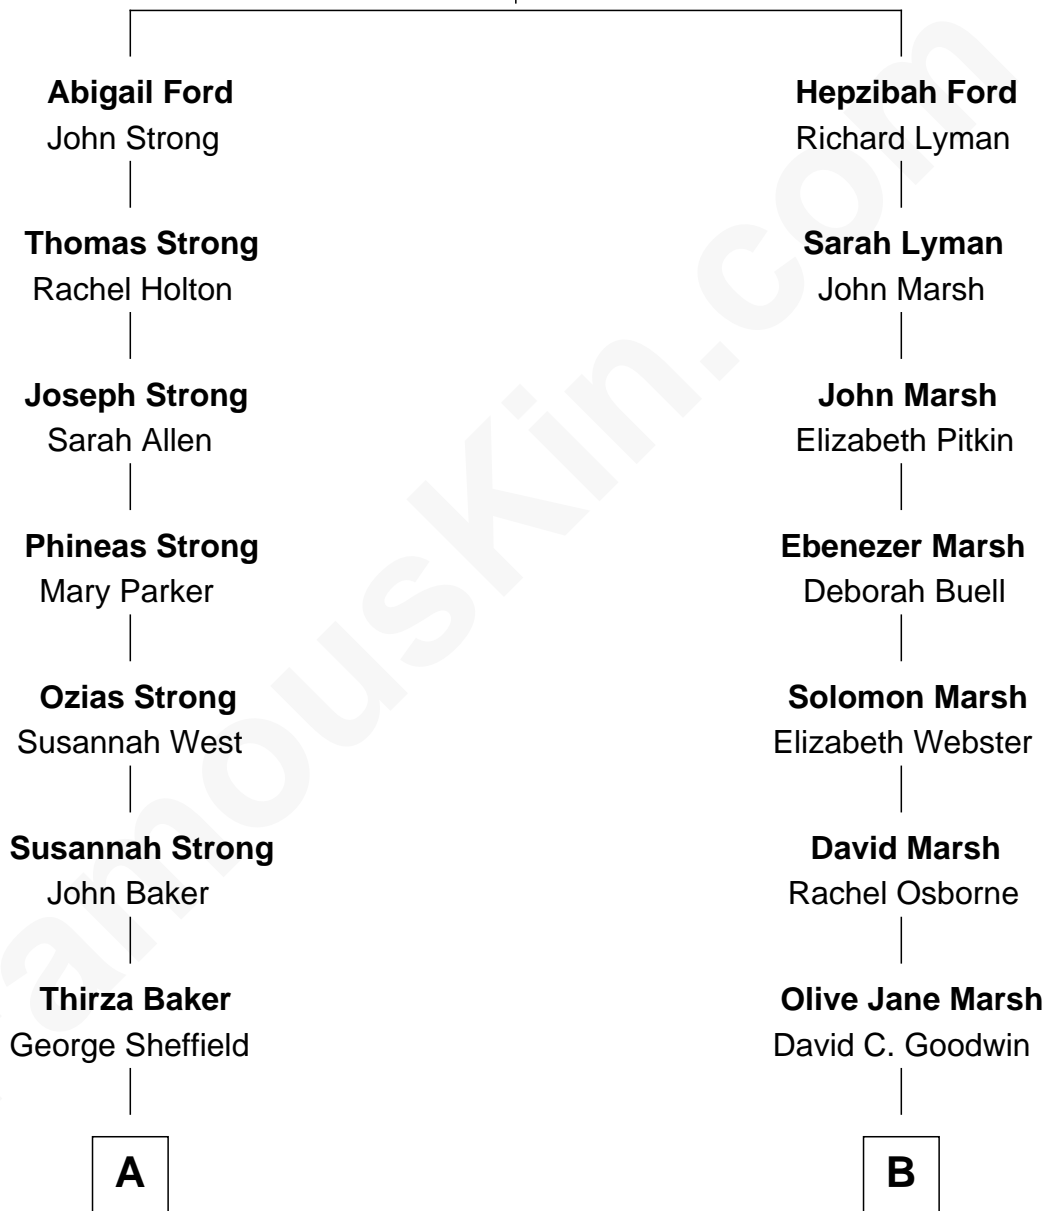 Abigail Ford
John Strong
Thomas Strong
Rachel Holton
Joseph Strong
Sarah Allen
Phineas Strong
Mary Parker
Ozias Strong
Susannah West
Susannah Strong
John Baker
Thirza Baker
George Sheffield
A
Hepzibah Ford
Richard Lyman
Sarah Lyman
John Marsh
John Marsh
Elizabeth Pitkin
Ebenezer Marsh
Deborah Buell
Solomon Marsh
Elizabeth Webster
David Marsh
Rachel Osborne
Olive Jane Marsh
David C. Goodwin
B
amouskin.com